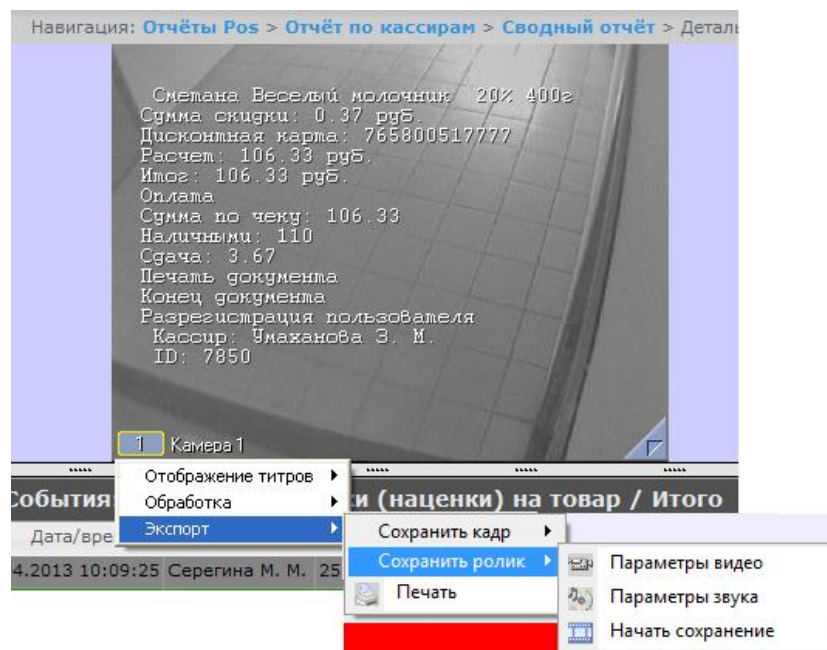 Навигация: Отчёты Pos > Отчёт по кассирам > Сводный отчёт > Деталь
Сметана Веселый молочник 20% 400г
Сумма скидки: 0.37 руб.
Дисконтная карта: 765800517777
Расчет: 106.33 руб.
Итог: 106.33 руб.
Оплата
Сумма по чеку: 106.33
Наличными: 110
Сдача: 3.67
Печать документа
Конец документа
Разрегистрация пользователя
Кассир: Умаханова З. М.
ID: 7850
1 Камера 1
Отображение титров
События: и (наценки) на товар / Итого
Обработка
Дата/вре
Экспорт
Сохранить кадр
4.2013 10:09:25 Серегина М. М. 25
Сохранить ролик
Параметры видео
Печать
Параметры звука
Начать сохранение